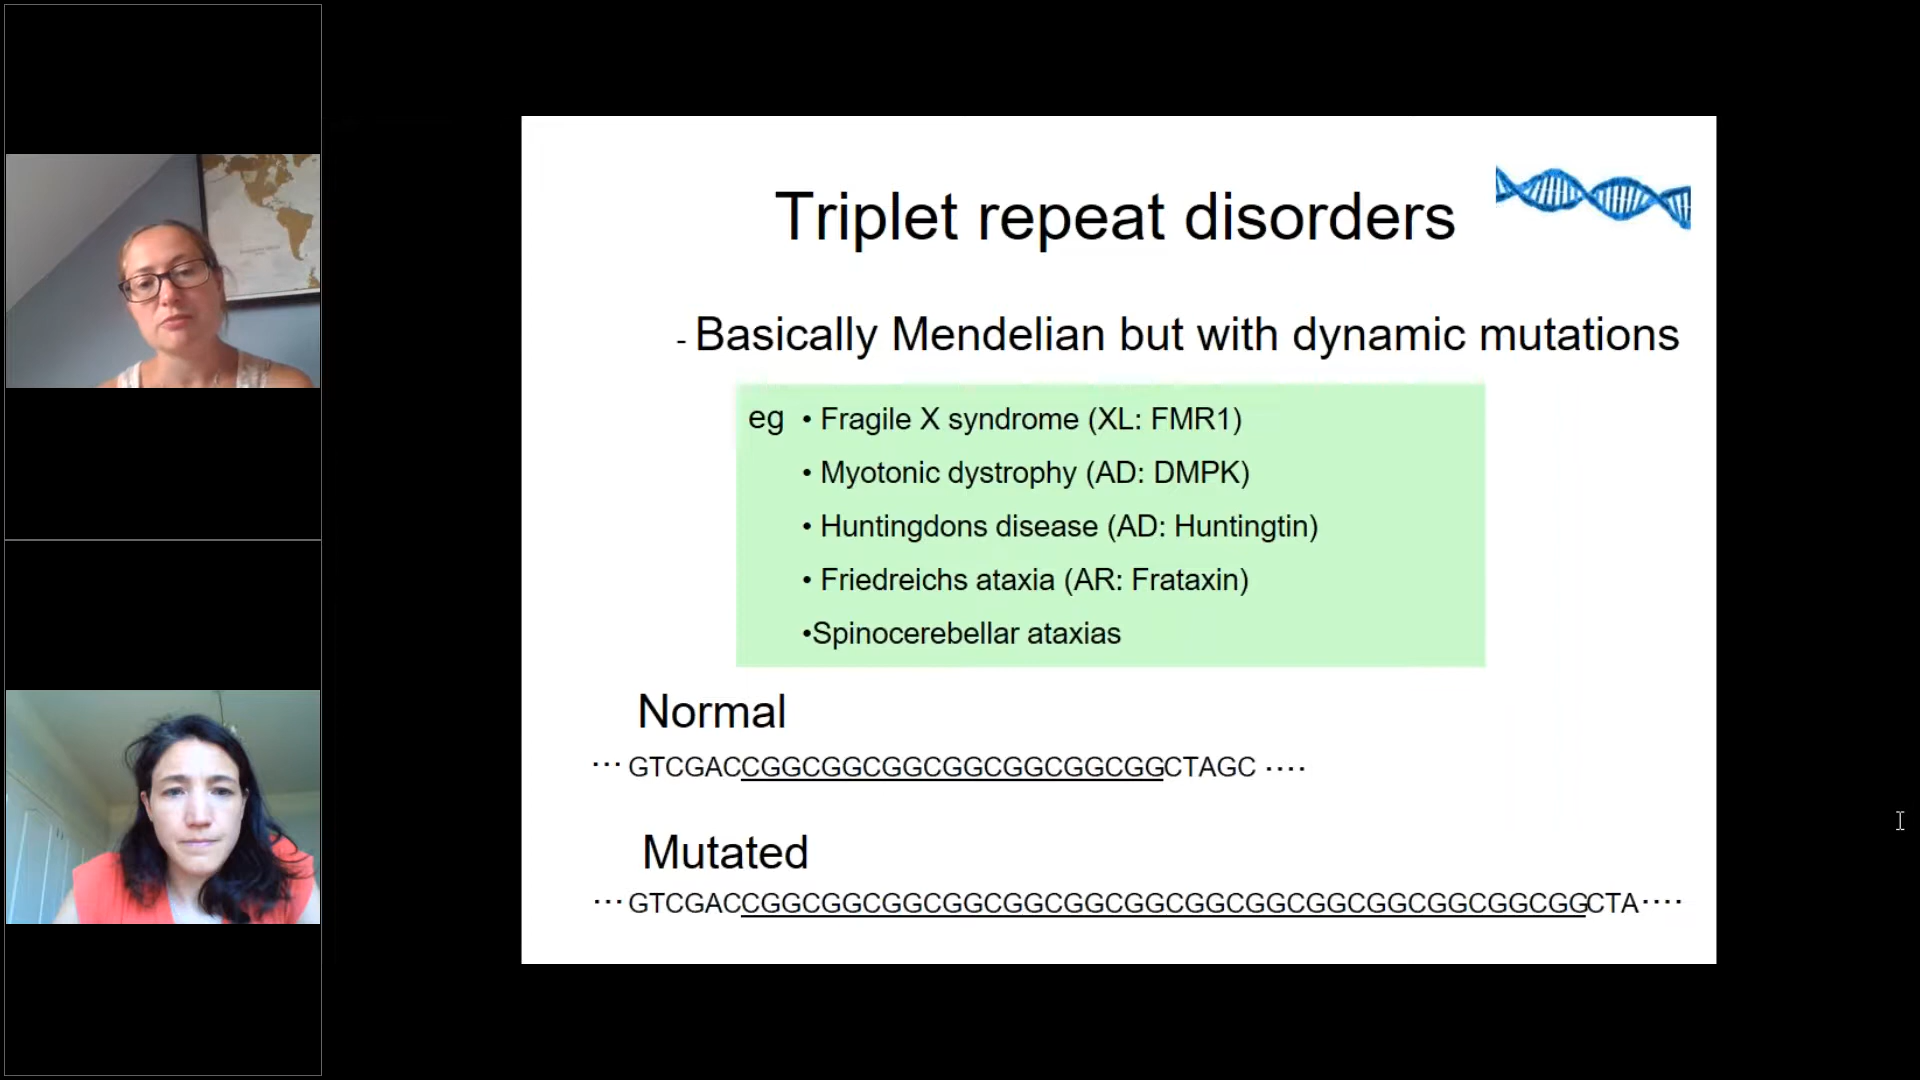 Triplet repeat disorders
- Basically Mendelian but with dynamic mutations
eg • Fragile X syndrome (XL: FMR1)
• Myotonic dystrophy (AD: DMPK)
• Huntingdons disease (AD: Huntingtin)
• Friedreichs ataxia (AR: Frataxin)
•Spinocerebellar ataxias
Normal
···GTCGACCGGCGGCGGCGGCGGCGGCGGCTAGC ····
Mutated
···GTCGACCGGCGGCGGCGGCGGCGGCGGCGGCGGCGGCGGCGGCGGCGGCTA····